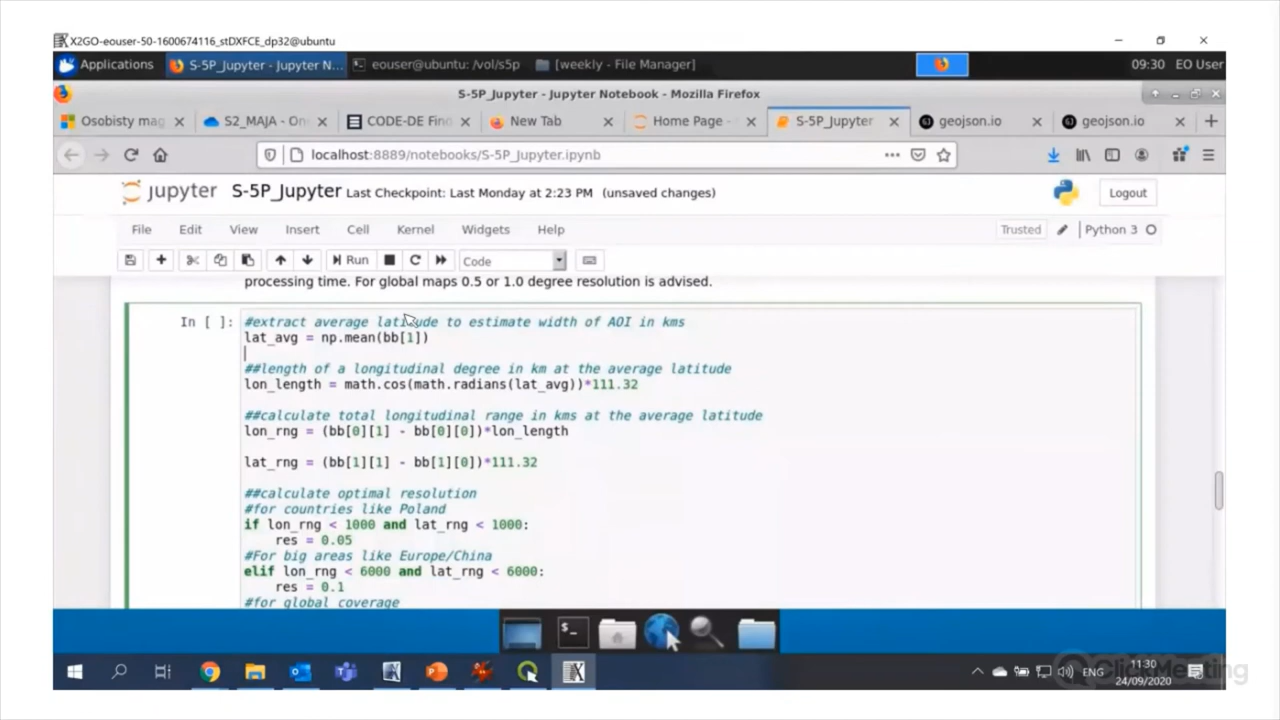 X2GO-eouser-50-1600674116_stDXFCE_dp32@ubuntu
Applications S-5P_Jupyter - Jupyter N... eouser@ubuntu: /vol/s5p [weekly - File Manager] 09:30 EO User
S-5P_Jupyter - Jupyter Notebook - Mozilla Firefox
Osobisty mag S2_MAJA - On CODE-DE Find New Tab Home Page - S-5P_Jupyter geojson.io geojson.io
localhost:8889/notebooks/S-5P_Jupyter.ipynb
jupyter S-5P_Jupyter Last Checkpoint: Last Monday at 2:23 PM (unsaved changes) Logout
File Edit View Insert Cell Kernel Widgets Help Trusted Python 3
Run Code
processing time. For global maps 0.5 or 1.0 degree resolution is advised.
In [ ]: #extract average latitude to estimate width of AOI in kms
lat_avg = np.mean(bb[1])
##length of a longitudinal degree in km at the average latitude
lon_length = math.cos(math.radians(lat_avg))*111.32
##calculate total longitudinal range in kms at the average latitude
lon_rng = (bb[0][1] - bb[0][0])*lon_length
lat_rng = (bb[1][1] - bb[1][0])*111.32
##calculate optimal resolution
#for countries like Poland
if lon_rng < 1000 and lat_rng < 1000:
res = 0.05
#For big areas like Europe/China
elif lon_rng < 6000 and lat_rng < 6000:
res = 0.1
#for global coverage
ENG 11:30
24/09/2020
ClickMeeting